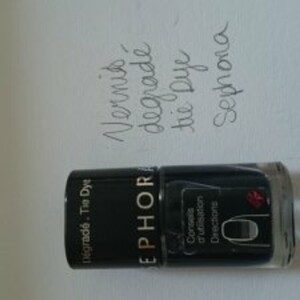 Vernis
dégradé
tie Dye
Sephora
Dégradé . Tie Dye
SEPHORA
Conseils
d'utilisation
Directions